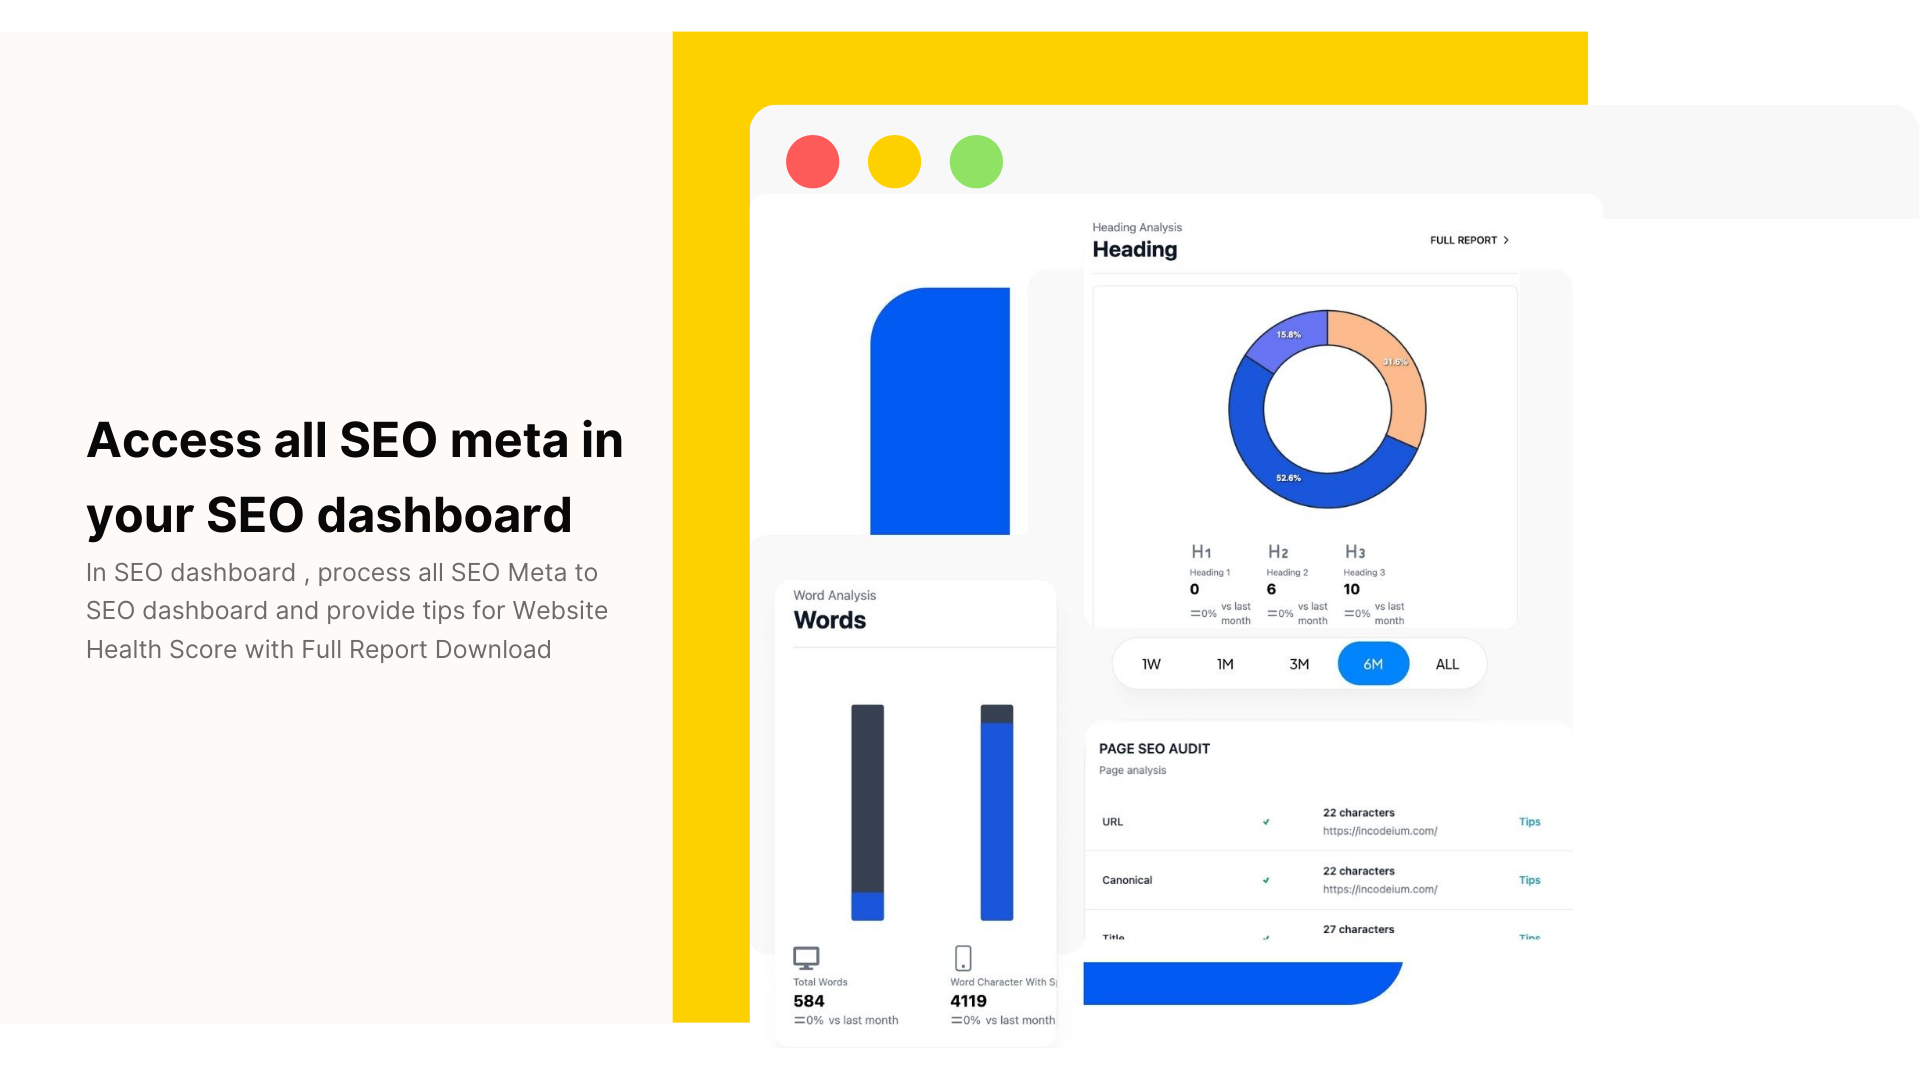 Access all SEO meta in
your SEO dashboard
In SEO dashboard , process all SEO Meta to
SEO dashboard and provide tips for Website
Health Score with Full Report Download
Heading Analysis
Heading
FULL REPORT >
15.8%
31.6%
52.6%
H1 H2 H3
Heading 1 Heading 2 Heading 3
0 6 10
=0% vs last month =0% vs last month =0% vs last month
1W 1M 3M 6M ALL
Word Analysis
Words
Total Words
584
=0% vs last month
Word Character With
4119
=0% vs last month
PAGE SEO AUDIT
Page analysis
URL 22 characters Tips
https://incodeium.com/
Canonical 22 characters Tips
https://incodeium.com/
Title 27 characters Tips